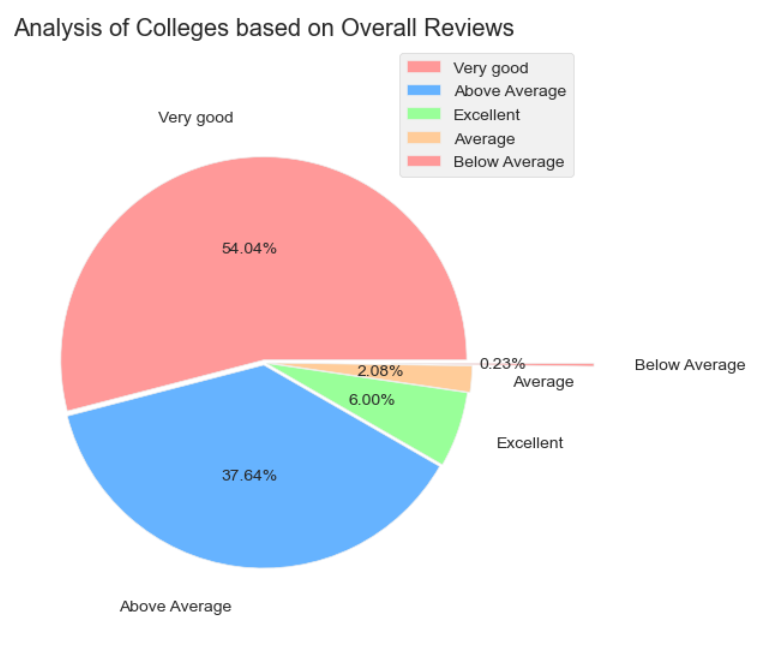 Analysis of Colleges based on Overall Reviews
Very good
Above Average
Excellent
Average
Below Average
Very good
54.04%
0.23%
Below Average
2.08%
Average
6.00%
Excellent
37.64%
Above Average